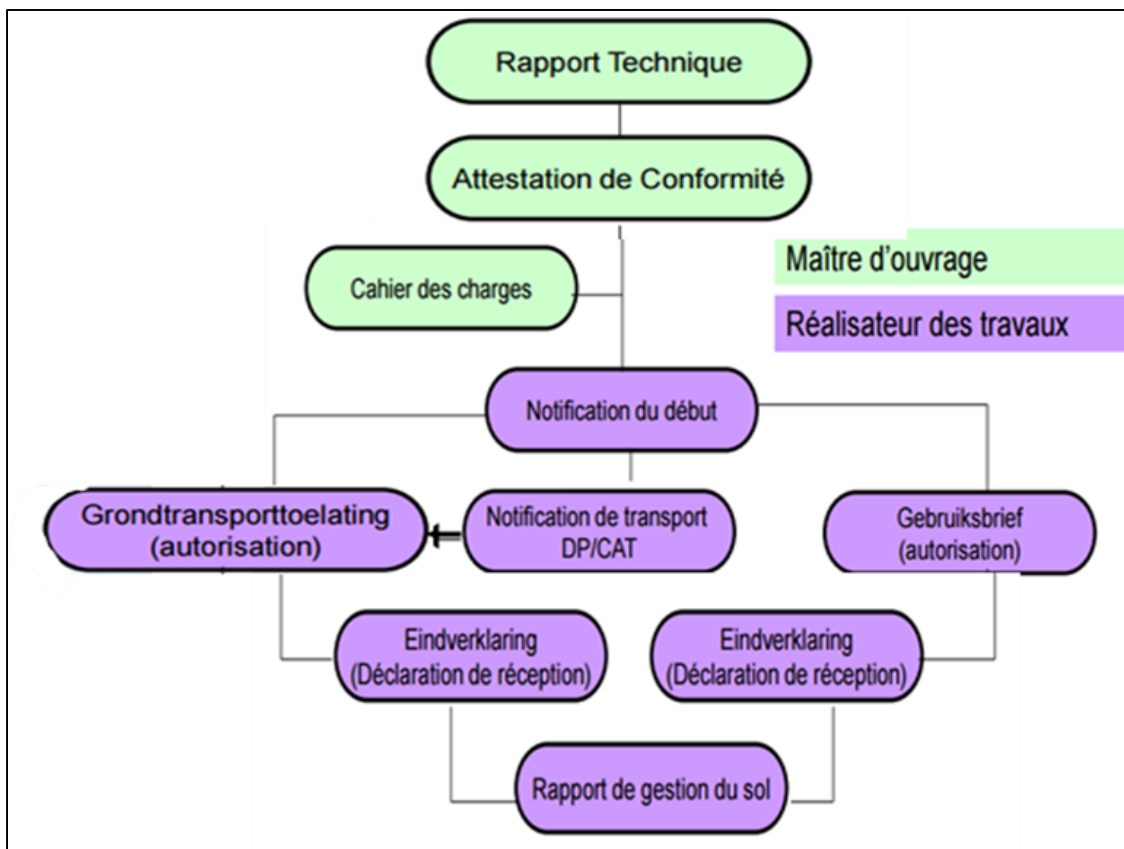 Rapport Technique
Attestation de Conformité
Cahier des charges
Maître d'ouvrage
Réalisateur des travaux
Notification du début
Grondtransporttoelating
(autorisation)
Notification de transport
DP/CAT
Gebruiksbrief
(autorisation)
Eindverklaring
(Déclaration de réception)
Eindverklaring
(Déclaration de réception)
Rapport de gestion du sol